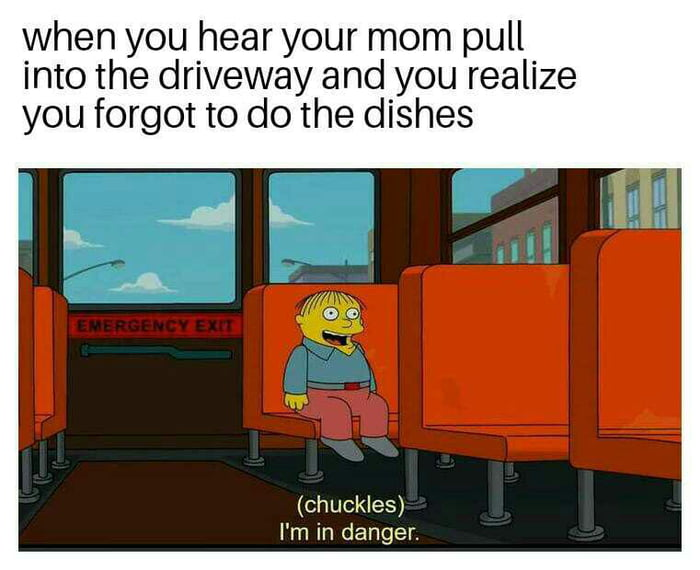 when you hear your mom pull
into the driveway and you realize
you forgot to do the dishes
EMERGENCY EXIT
(chuckles)
I'm in danger.